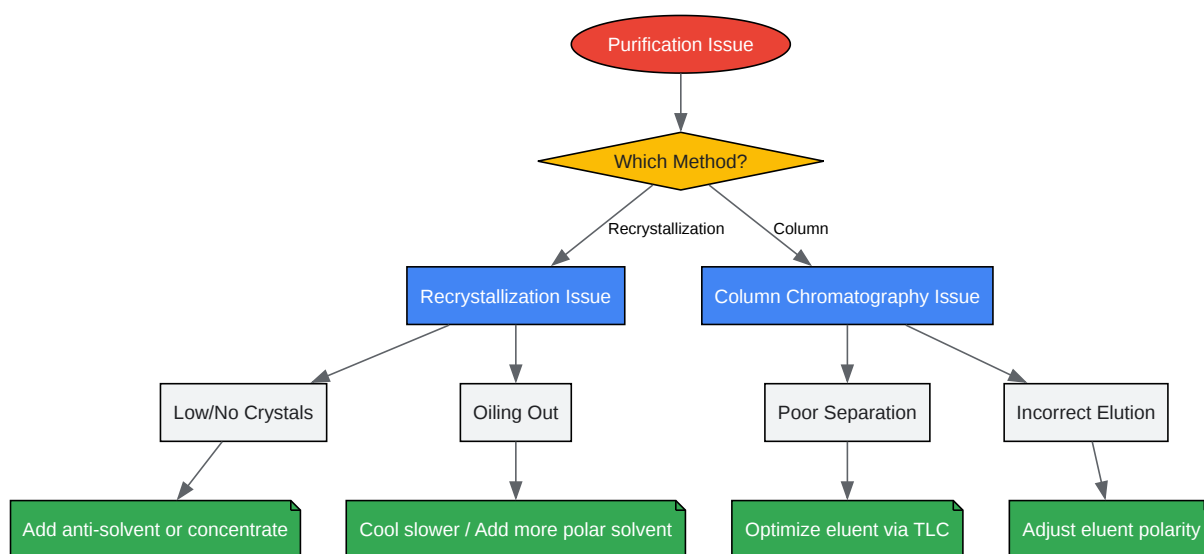 Purification Issue
Which Method?
Recrystallization
Column
Recrystallization Issue
Column Chromatography Issue
Low/No Crystals
Oiling Out
Poor Separation
Incorrect Elution
Add anti-solvent or concentrate
Cool slower / Add more polar solvent
Optimize eluent via TLC
Adjust eluent polarity